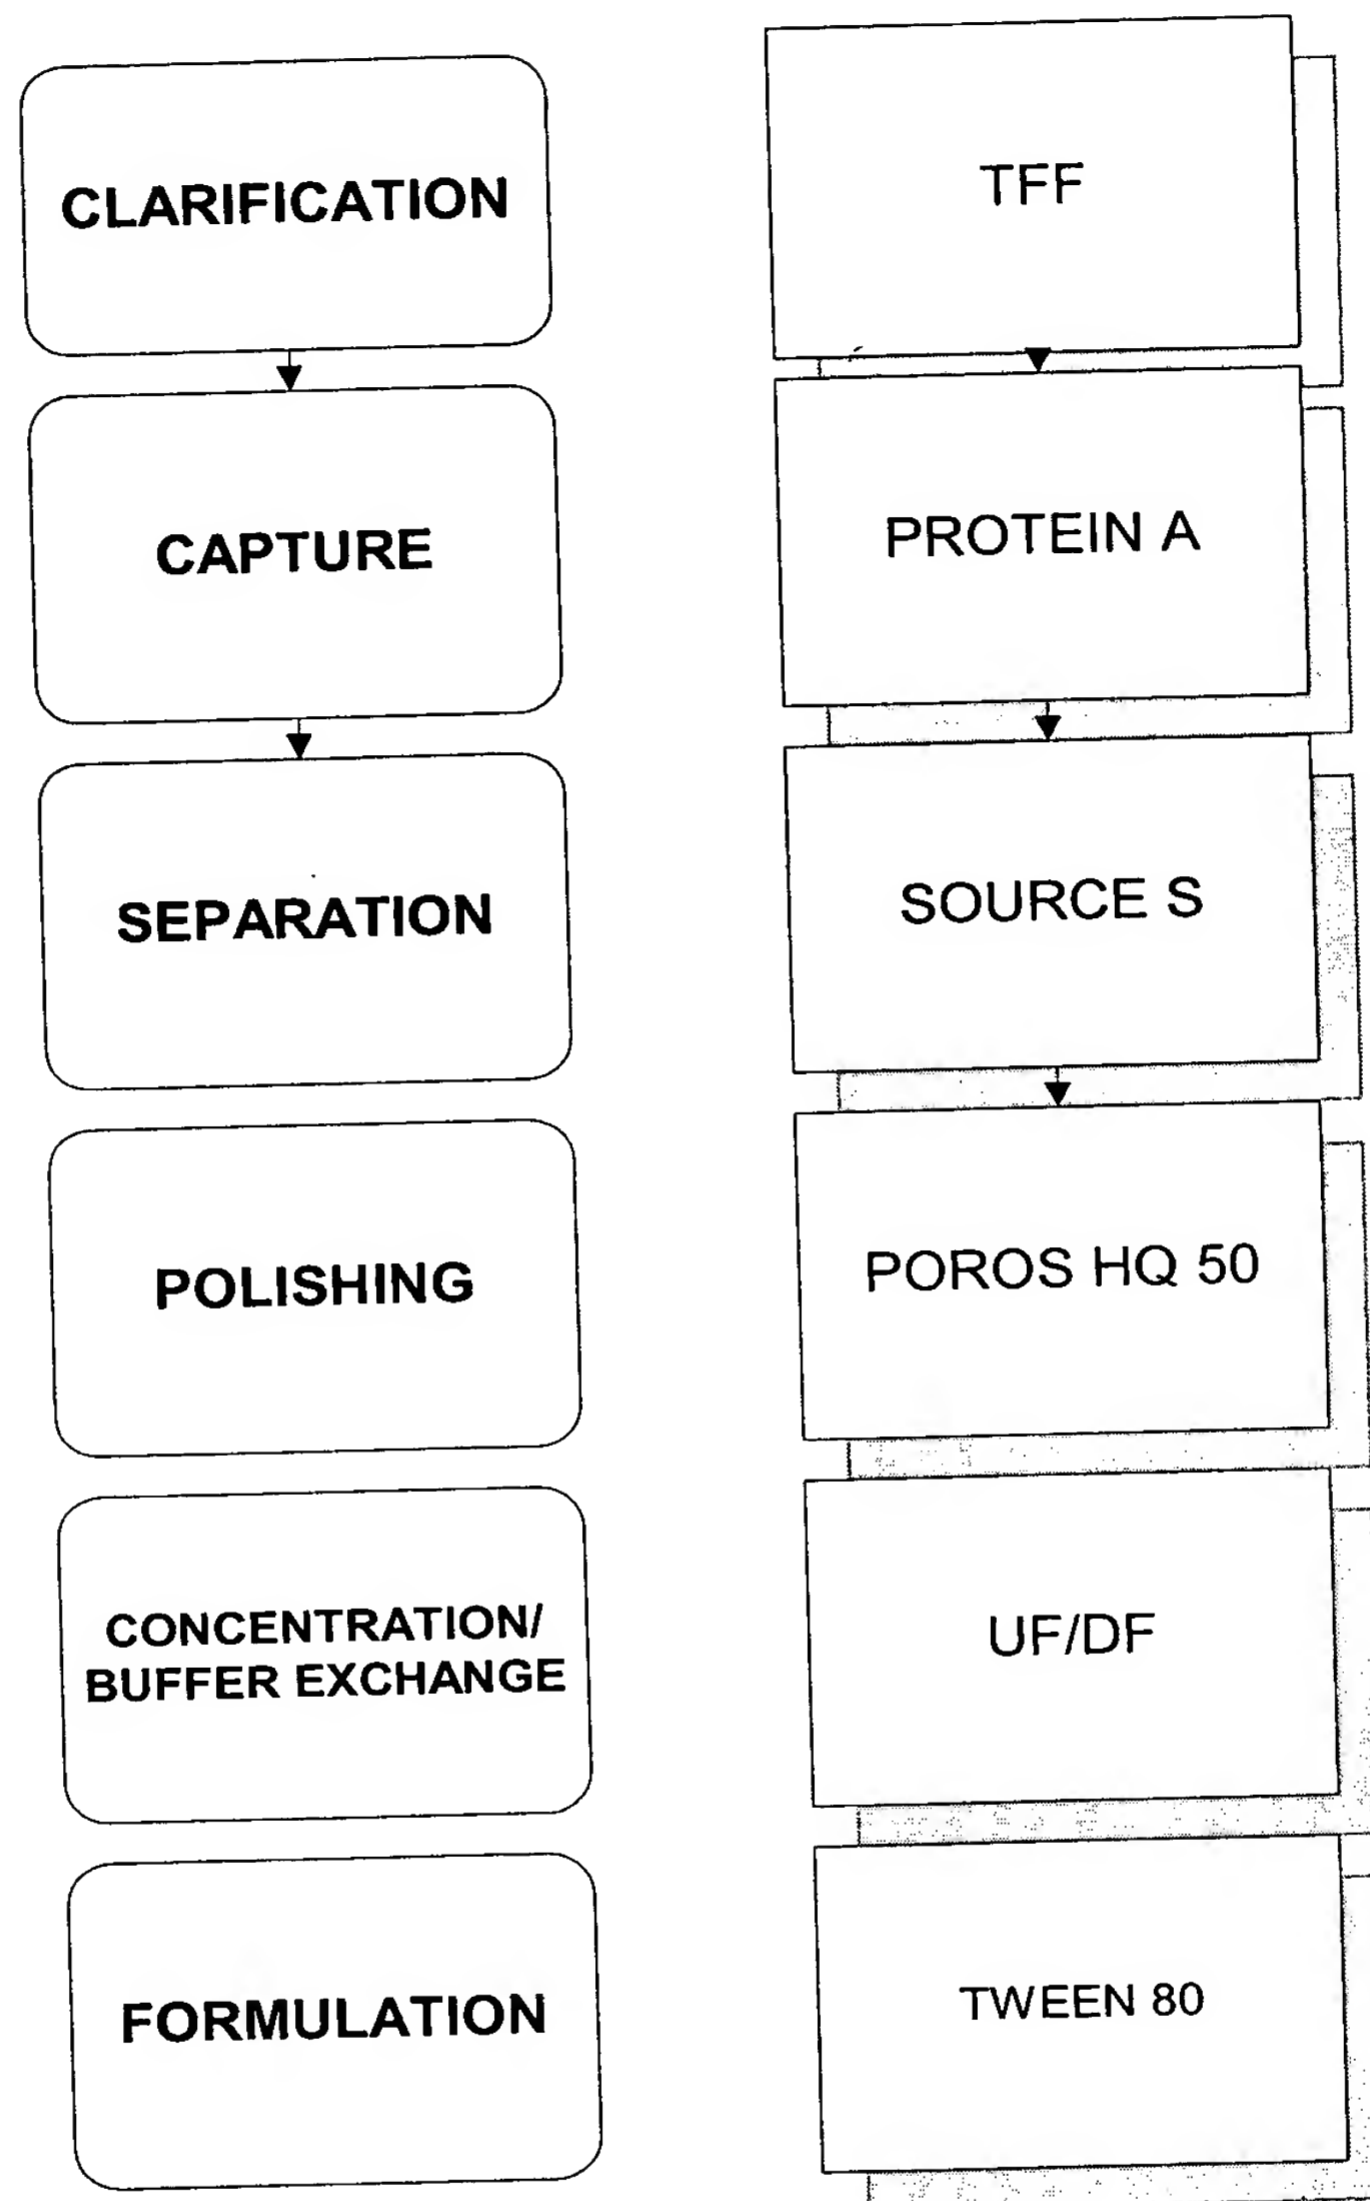 CLARIFICATION
TFF
CAPTURE
PROTEIN A
SEPARATION
SOURCE S
POLISHING
POROS HQ 50
CONCENTRATION/
BUFFER EXCHANGE
UF/DF
FORMULATION
TWEEN 80